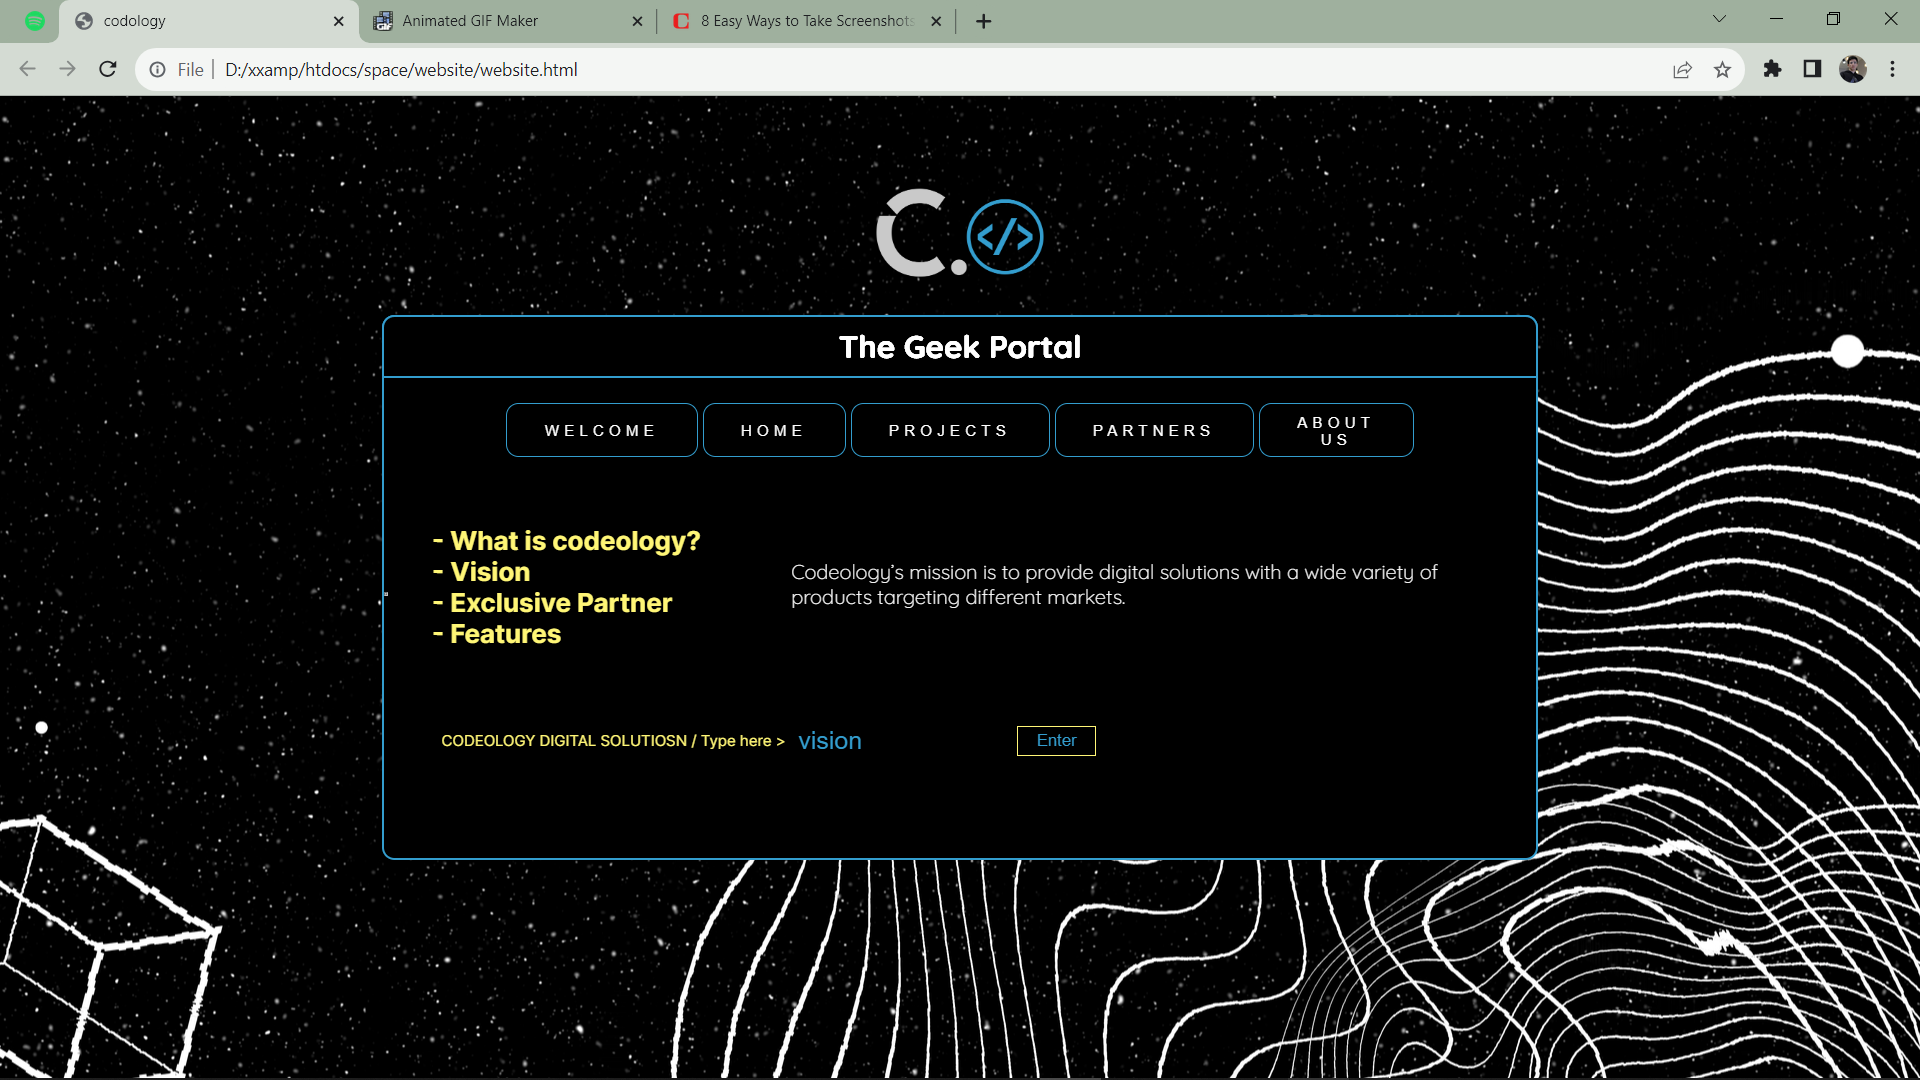 codology
Animated GIF Maker
8 Easy Ways to Take Screenshots
File D:/xxamp/htdocs/space/website/website.html
C. </>
The Geek Portal
WELCOME HOME PROJECTS PARTNERS ABOUT
US
- What is codeology?
- Vision
- Exclusive Partner
- Features
Codeology’s mission is to provide digital solutions with a wide variety of
products targeting different markets.
CODEOLOGY DIGITAL SOLUTIOSN / Type here > vision Enter